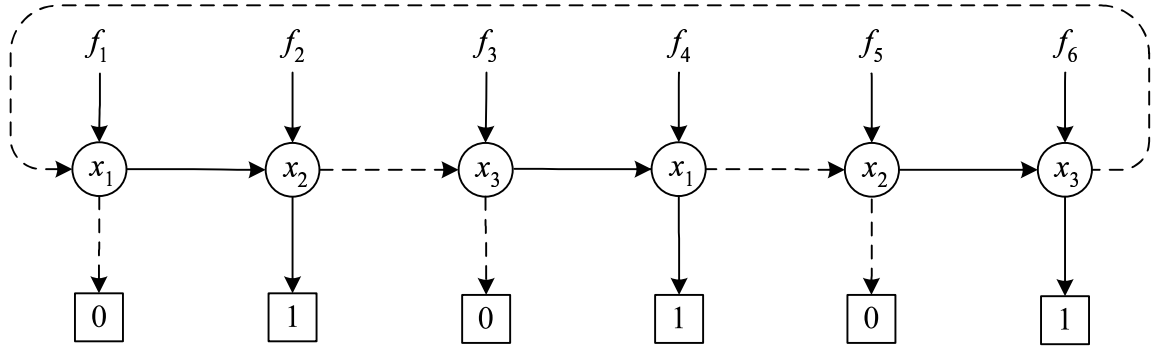 f₁ f₂ f₃ f₄ f₅ f₆
x₁ x₂ x₃ x₁ x₂ x₃
0 1 0 1 0 1